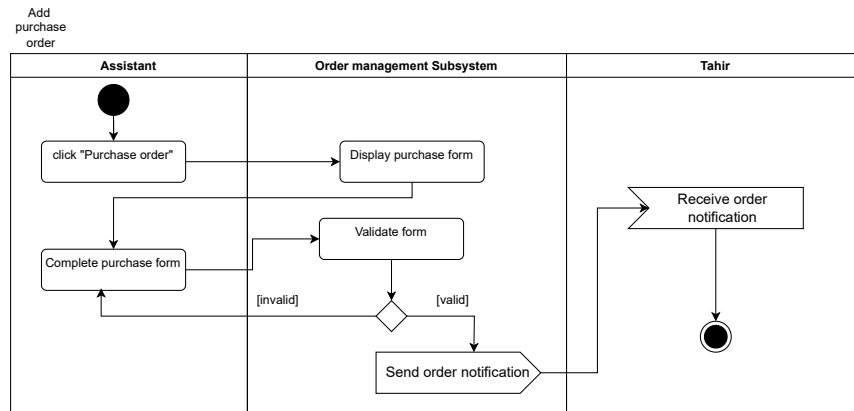 Add
purchase
order
Assistant
Order management Subsystem
Tahir
click "Purchase order"
Display purchase form
Receive order
notification
Validate form
Complete purchase form
[invalid]
[valid]
Send order notification